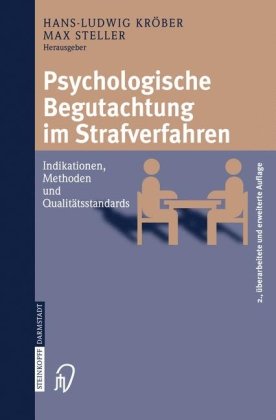 HANS-LUDWIG KRÖBER
MAX STELLER
Herausgeber
Psychologische
Begutachtung
im Strafverfahren
Indikationen,
Methoden
und
Qualitätsstandards
2., überarbeitete und erweiterte Auflage
STEINKOPFF
DARMSTADT